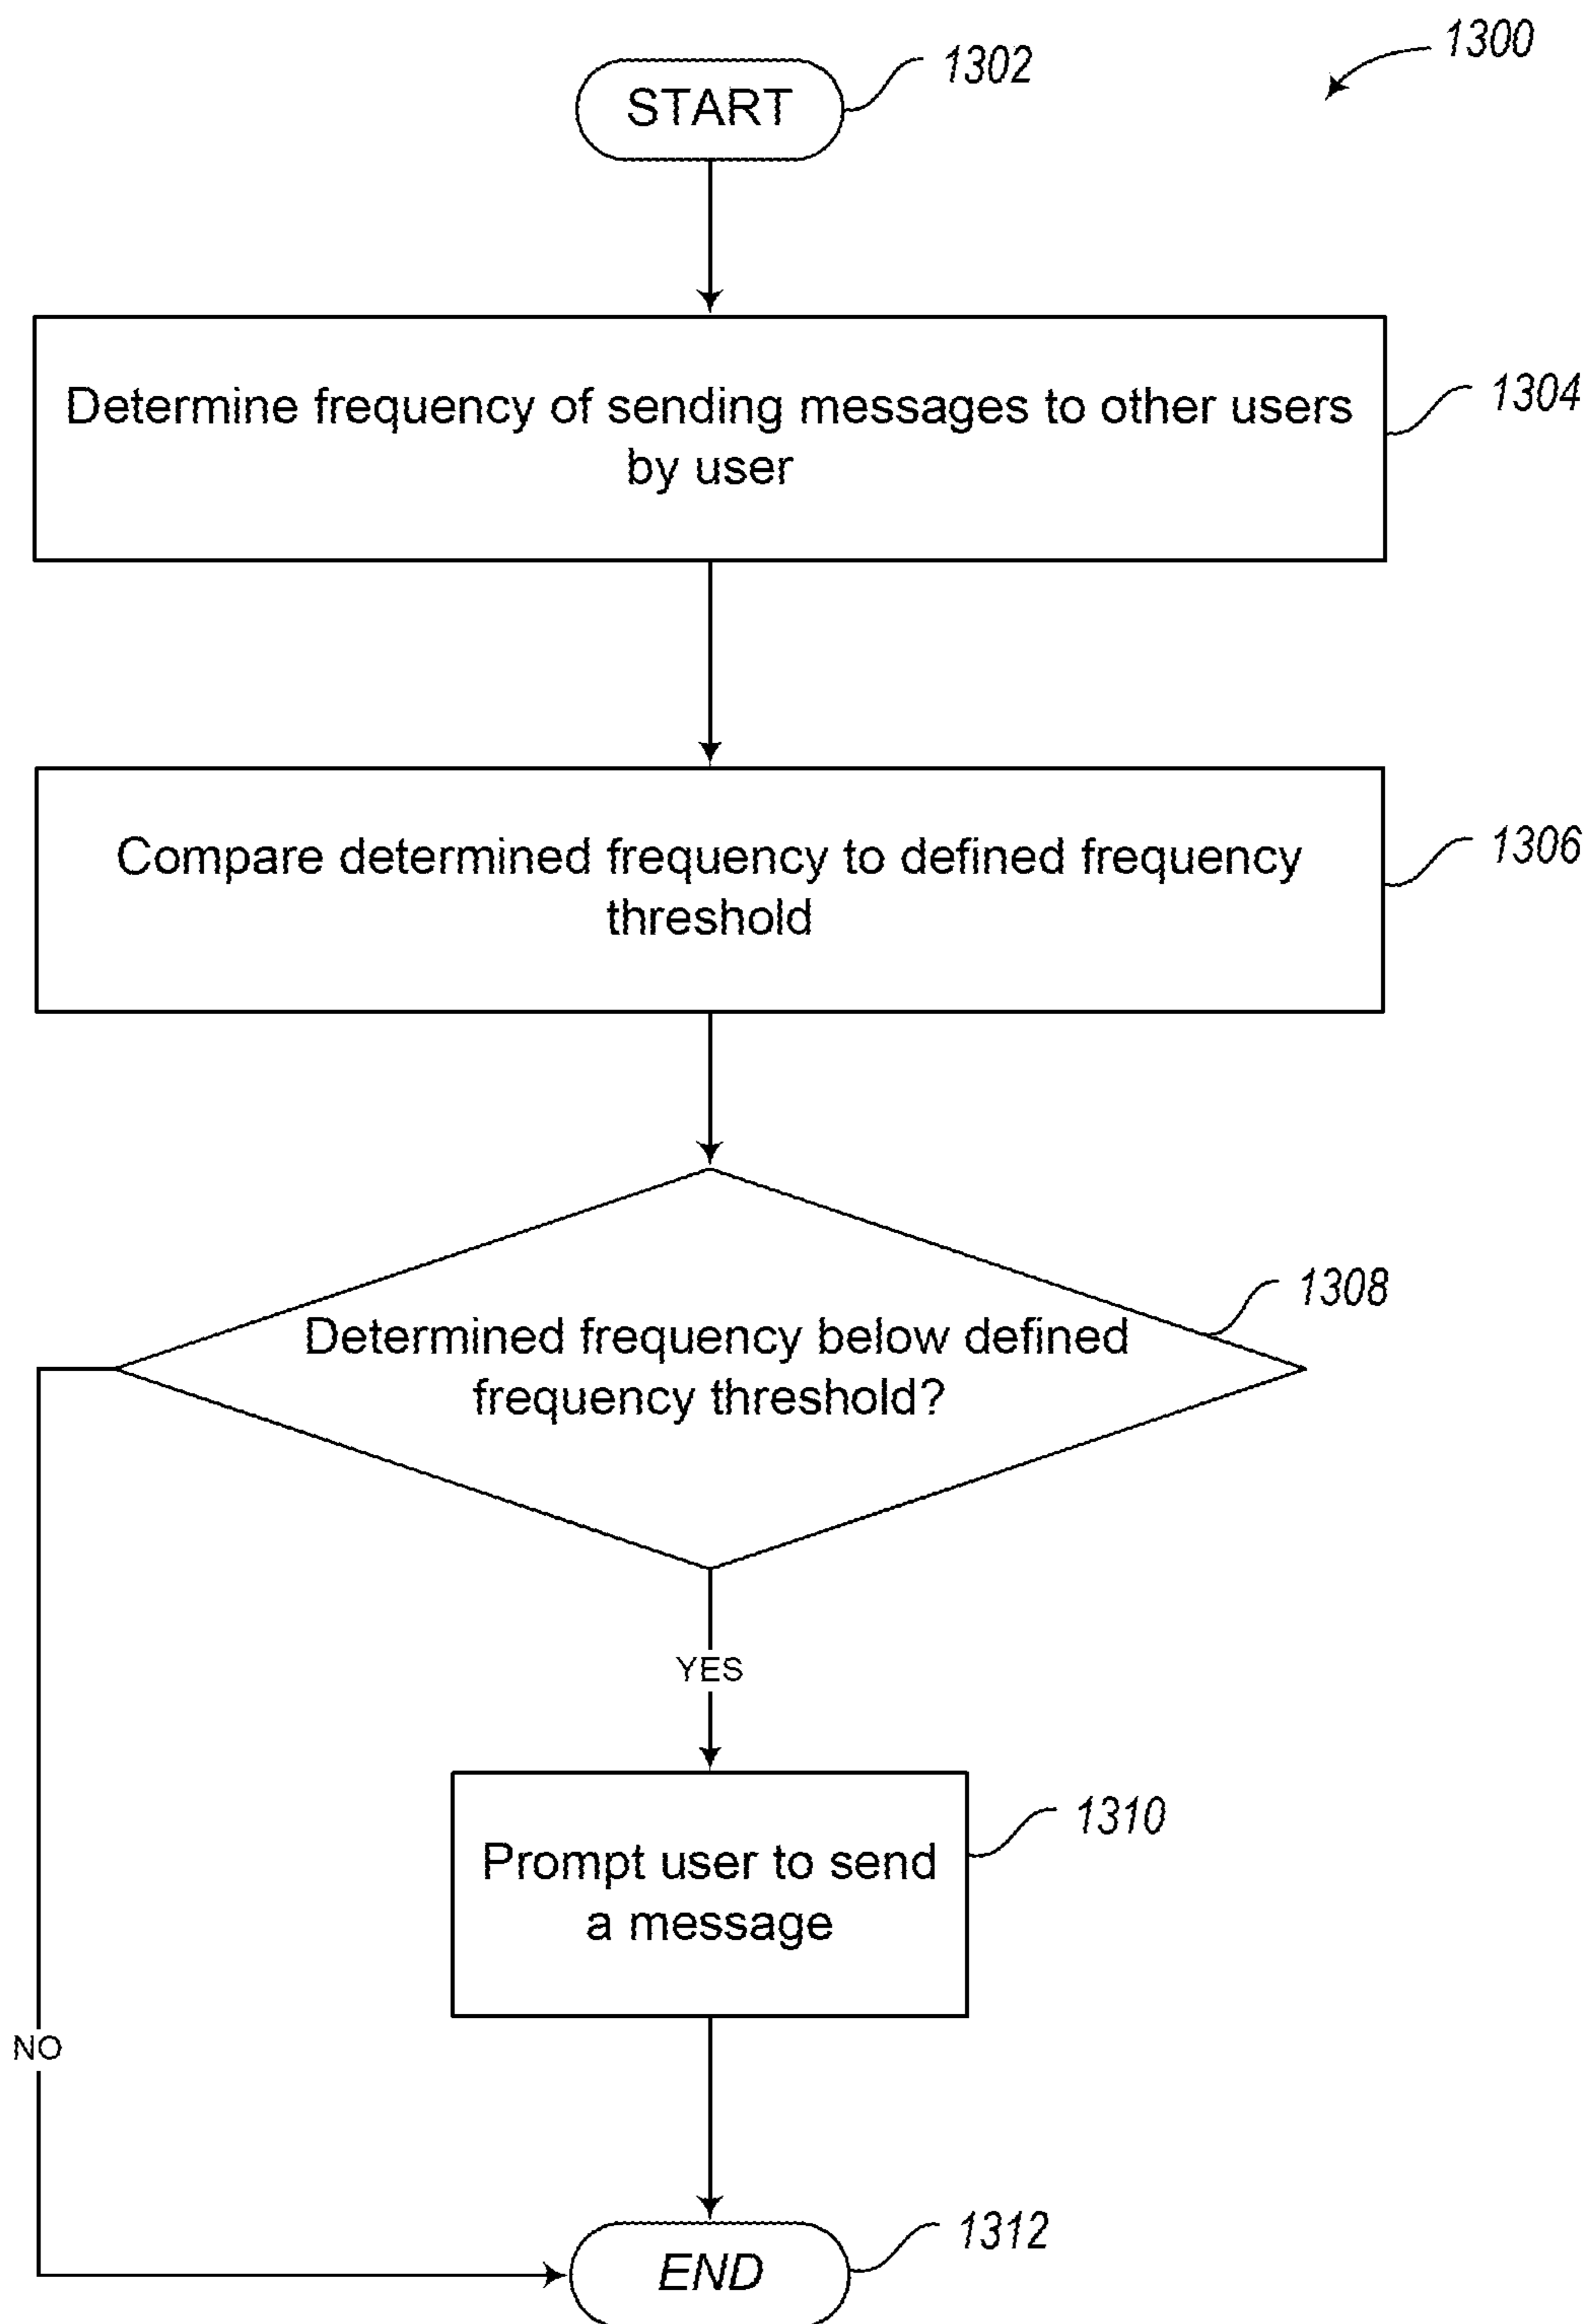 1300
START
1302
Determine frequency of sending messages to other users
by user
1304
Compare determined frequency to defined frequency
threshold
1306
Determined frequency below defined
frequency threshold?
1308
YES
Prompt user to send
a message
1310
NO
END
1312